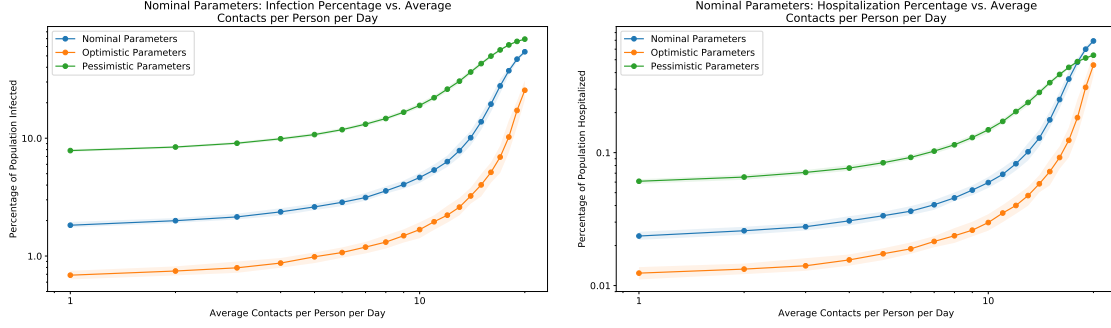 Nominal Parameters: Infection Percentage vs. Average
Contacts per Person per Day
Nominal Parameters
Optimistic Parameters
Pessimistic Parameters
Percentage of Population Infected
10.0
1.0
1
10
Average Contacts per Person per Day
Nominal Parameters: Hospitalization Percentage vs. Average
Contacts per Person per Day
Nominal Parameters
Optimistic Parameters
Pessimistic Parameters
Percentage of Population Hospitalized
0.1
0.01
1
10
Average Contacts per Person per Day